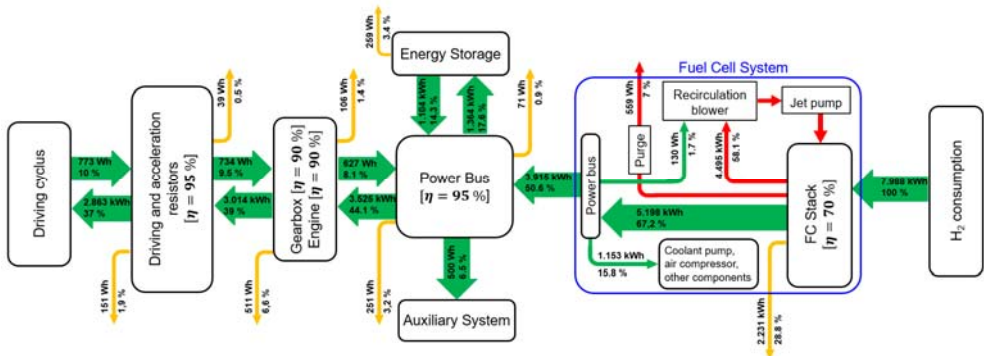 Driving cyclus
773 Wh
10 %
2.863 kWh
37 %
151 Wh
1,9 %
Driving and acceleration
resistors
[η = 95 %]
39 Wh
0.5 %
734 Wh
9.5 %
3.014 kWh
39 %
511 Wh
6,6 %
Gearbox [η = 90 %]
Engine [η = 90 %]
106 Wh
1.4 %
627 Wh
8.1 %
3.525 kWh
44.1 %
251 Wh
3,2 %
259 Wh
3.4 %
Energy Storage
1.104 kWh
14.3 %
1.364 kWh
17.6 %
71 Wh
0.9 %
Power Bus
[η = 95 %]
500 Wh
6.5 %
Auxiliary System
3.915 kWh
50.6 %
Fuel Cell System
559 Wh
7 %
Purge
Recirculation
blower
Jet pump
130 Wh
1,7 %
4.495 kWh
58.1 %
Power bus
5.198 kWh
67,2 %
1.153 kWh
15.8 %
Coolant pump,
air compressor,
other components
FC Stack
[η = 70 %]
2.231 kWh
28.8 %
7.988 kWh
100 %
H₂ consumption